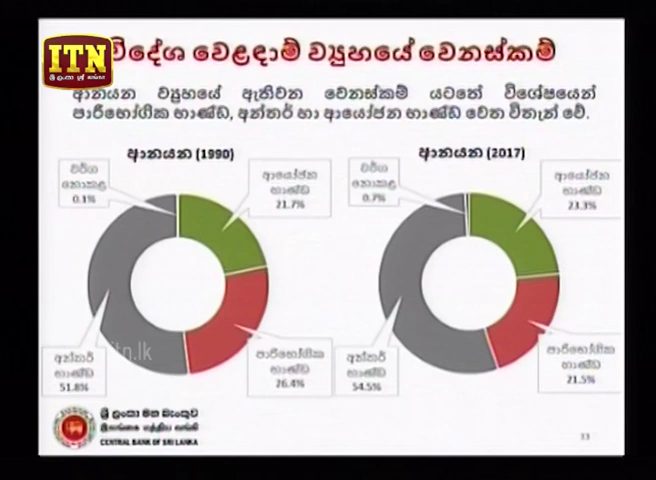 ITN
ශ්‍රී ලංකා පුර්‍ණ
විදේශ වෙළඳාම් ව්‍යුහයේ වෙනස්කම්
ආනයන ව්‍යුහයේ ඇතිවන වෙනස්කම් යටතේ විශේෂයෙන්
පාරිභෝගික භාණ්ඩ, අන්තර් හා ආයෝජන භාණ්ඩ වෙත විතැන් වේ.
ආනයන (1990)
වර්ග
නොකළ
0.1%
ආයෝජන
භාණ්ඩ
21.7%
පාරිභෝගික
භාණ්ඩ
26.4%
අන්තර්
භාණ්ඩ
51.8%
ආනයන (2017)
වර්ග
නොකළ
0.7%
ආයෝජන
භාණ්ඩ
23.3%
පාරිභෝගික
භාණ්ඩ
21.5%
අන්තර්
භාණ්ඩ
54.5%
itn.lk
ශ්‍රී ලංකා මහ බැංකුව
இலங்கை மத்திய வங்கி
CENTRAL BANK OF SRI LANKA